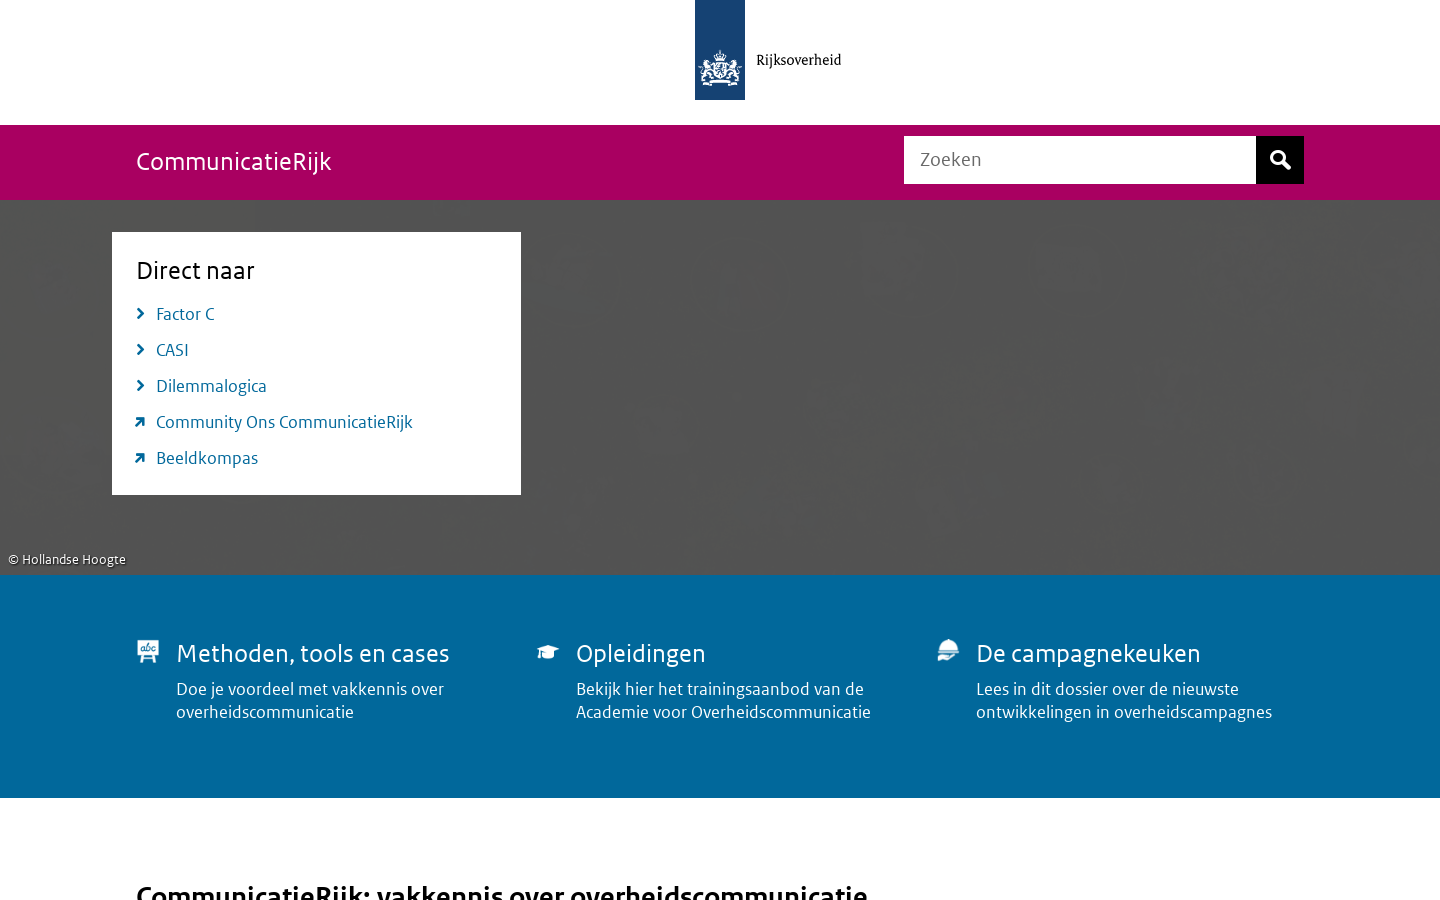 Rijksoverheid
CommunicatieRijk
Zoeken
Direct naar
Factor C
CASI
Dilemmalogica
Community Ons CommunicatieRijk
Beeldkompas
© Hollandse Hoogte
abc
Methoden, tools en cases
Doe je voordeel met vakkennis over
overheidscommunicatie
Opleidingen
Bekijk hier het trainingsaanbod van de
Academie voor Overheidscommunicatie
De campagnekeuken
Lees in dit dossier over de nieuwste
ontwikkelingen in overheidscampagnes
CommunicatieRijk: vakkennis over overheidscommunicatie